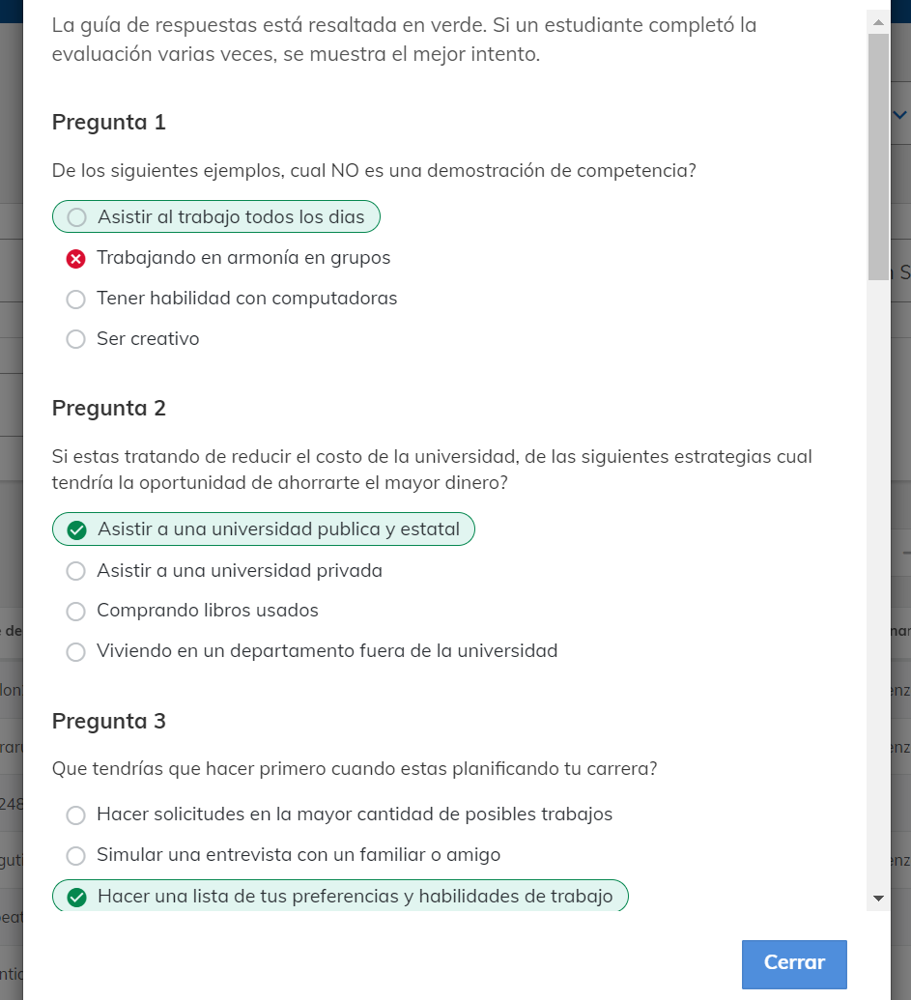 La guía de respuestas está resaltada en verde. Si un estudiante completó la
evaluación varias veces, se muestra el mejor intento.
Pregunta 1
De los siguientes ejemplos, cual NO es una demostración de competencia?
Asistir al trabajo todos los dias
Trabajando en armonía en grupos
Tener habilidad con computadoras
Ser creativo
Pregunta 2
Si estas tratando de reducir el costo de la universidad, de las siguientes estrategias cual
tendría la oportunidad de ahorrarte el mayor dinero?
Asistir a una universidad publica y estatal
Asistir a una universidad privada
Comprando libros usados
Viviendo en un departamento fuera de la universidad
Pregunta 3
Que tendrías que hacer primero cuando estas planificando tu carrera?
Hacer solicitudes en la mayor cantidad de posibles trabajos
Simular una entrevista con un familiar o amigo
Hacer una lista de tus preferencias y habilidades de trabajo
Cerrar